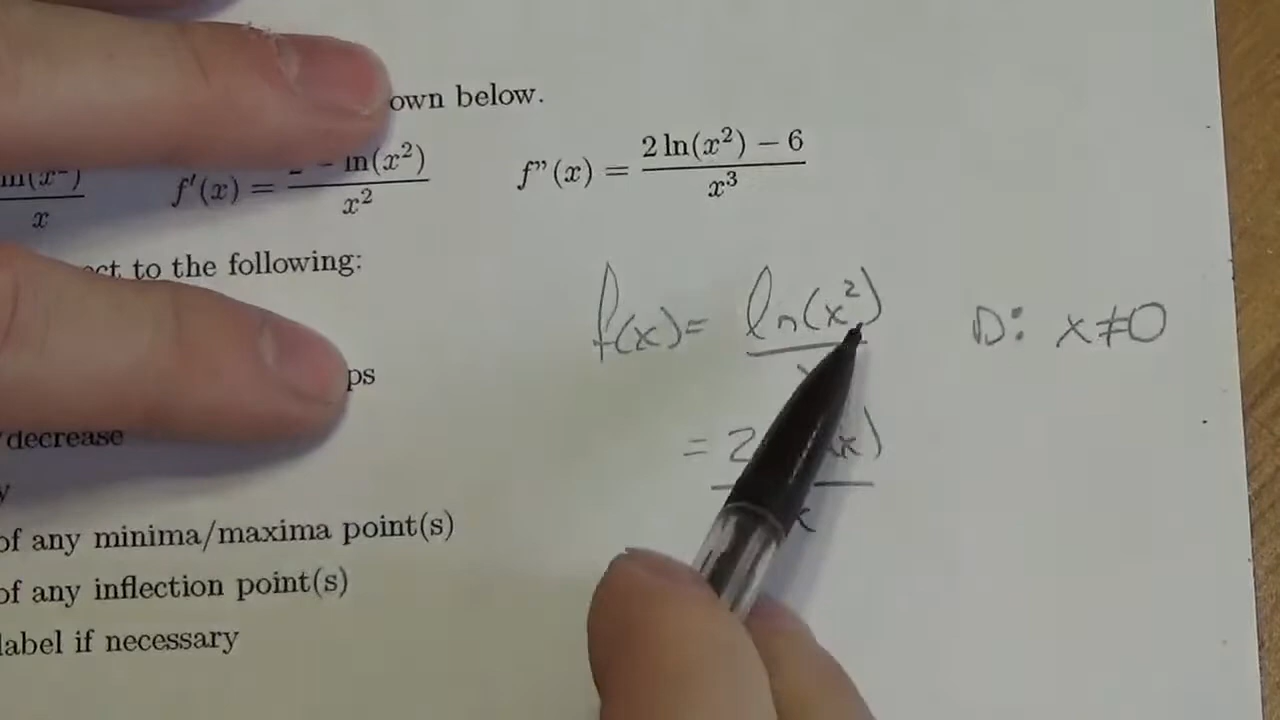 own below.
f'(x) = - ln(x²) / x² f”(x) = 2 ln(x²) − 6 / x³
x
to the following:
f(x) = ln(x²) D: x≠0
ps
decrease
= 2 x) / x
of any minima/maxima point(s)
of any inflection point(s)
label if necessary